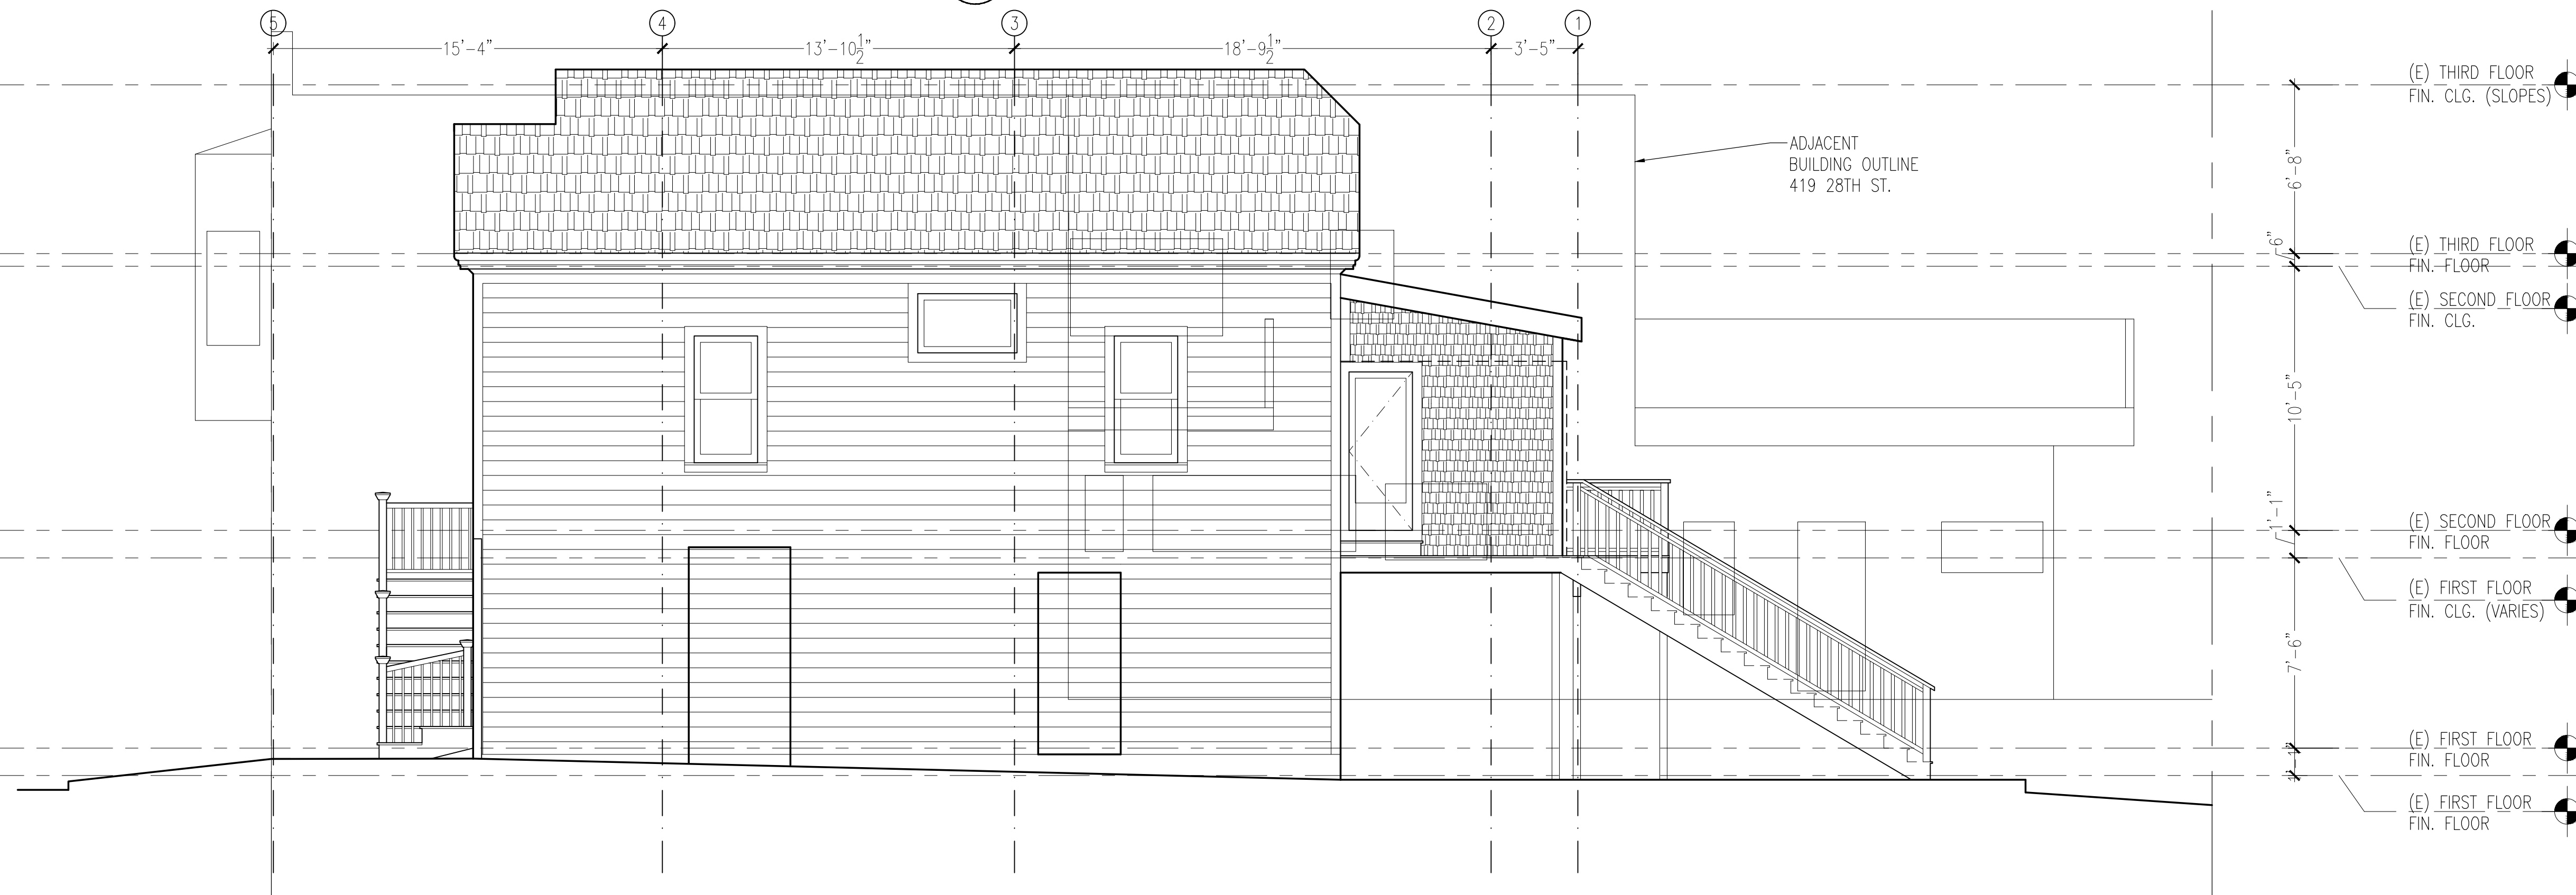 5
4
3
2
1
15'-4"
13'-10 1/2"
18'-9 1/2"
3'-5"
(E) THIRD FLOOR
FIN. CLG. (SLOPES)
ADJACENT
BUILDING OUTLINE
419 28TH ST.
6'-8"
(E) THIRD FLOOR
FIN. FLOOR
-6"
(E) SECOND FLOOR
FIN. CLG.
10'-5"
(E) SECOND FLOOR
FIN. FLOOR
1'-1"
(E) FIRST FLOOR
FIN. CLG. (VARIES)
7'-6"
(E) FIRST FLOOR
FIN. FLOOR
1'-1"
(E) FIRST FLOOR
FIN. FLOOR